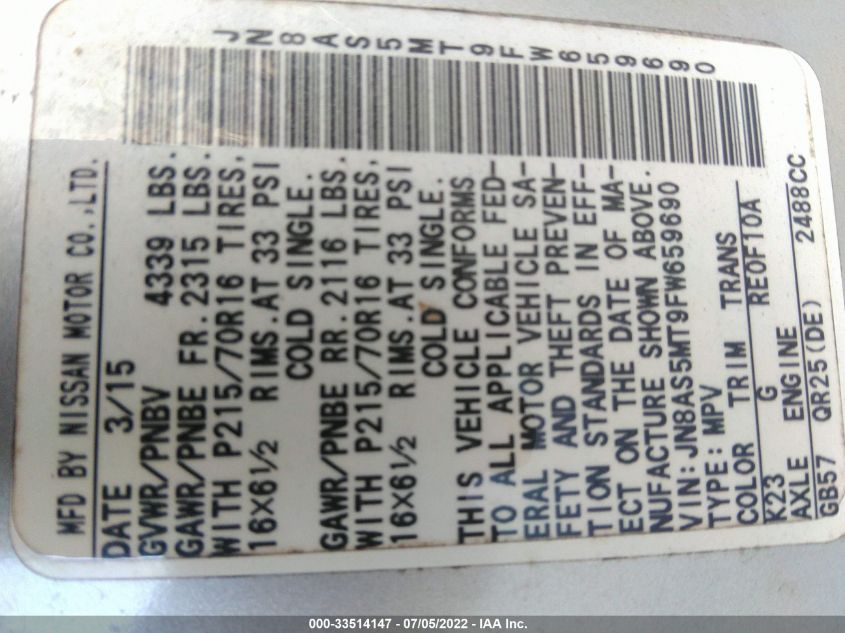 JN8AS5MT9FW659690
MFD BY NISSAN MOTOR CO.,LTD.
DATE 3/15
GVWR/PNBV 4339 LBS.
GAWR/PNBE FR.2315 LBS.
WITH P215/70R16 TIRES,
16X6½ RIMS.AT 33 PSI
COLD SINGLE.
GAWR/PNBE RR.2116 LBS.
WITH P215/70R16 TIRES,
16X6½ RIMS.AT 33 PSI
COLD SINGLE.
THIS VEHICLE CONFORMS
TO ALL APPLICABLE FED-
ERAL MOTOR VEHICLE SA-
FETY AND THEFT PREVEN-
TION STANDARDS IN EFF-
ECT ON THE DATE OF MA-
NUFACTURE SHOWN ABOVE.
VIN:JN8AS5MT9FW659690
TYPE:MPV
COLOR TRIM TRANS
K23 G RE0F10A
AXLE ENGINE
GB57 QR25(DE) 2488CC
000-33514147 - 07/05/2022 - IAA Inc.